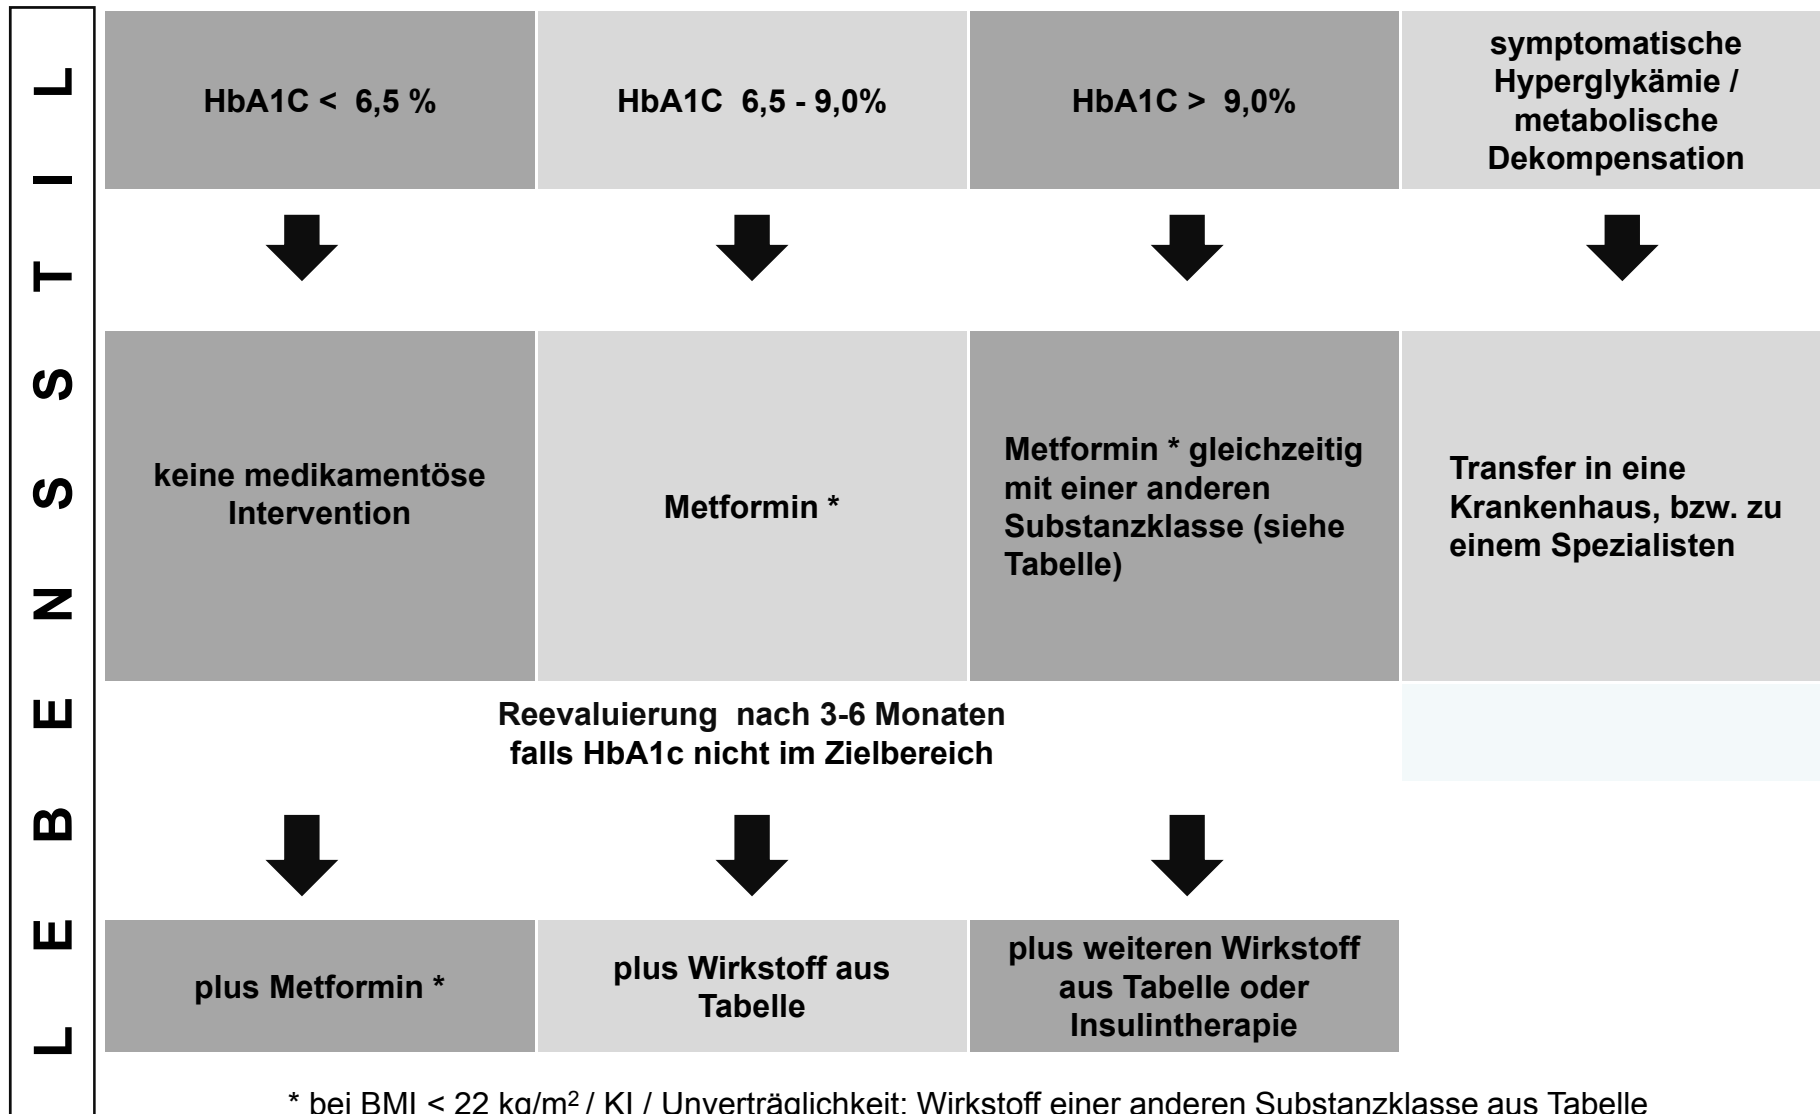 LEBENSSTIL
HbA1C < 6,5 %
HbA1C 6,5 - 9,0%
HbA1C > 9,0%
symptomatische
Hyperglykämie /
metabolische
Dekompensation
keine medikamentöse
Intervention
Metformin *
Metformin * gleichzeitig
mit einer anderen
Substanzklasse (siehe
Tabelle)
Transfer in eine
Krankenhaus, bzw. zu
einem Spezialisten
Reevaluierung nach 3-6 Monaten
falls HbA1c nicht im Zielbereich
plus Metformin *
plus Wirkstoff aus
Tabelle
plus weiteren Wirkstoff
aus Tabelle oder
Insulintherapie
* bei BMI < 22 kg/m² / KI / Unverträglichkeit: Wirkstoff einer anderen Substanzklasse aus Tabelle